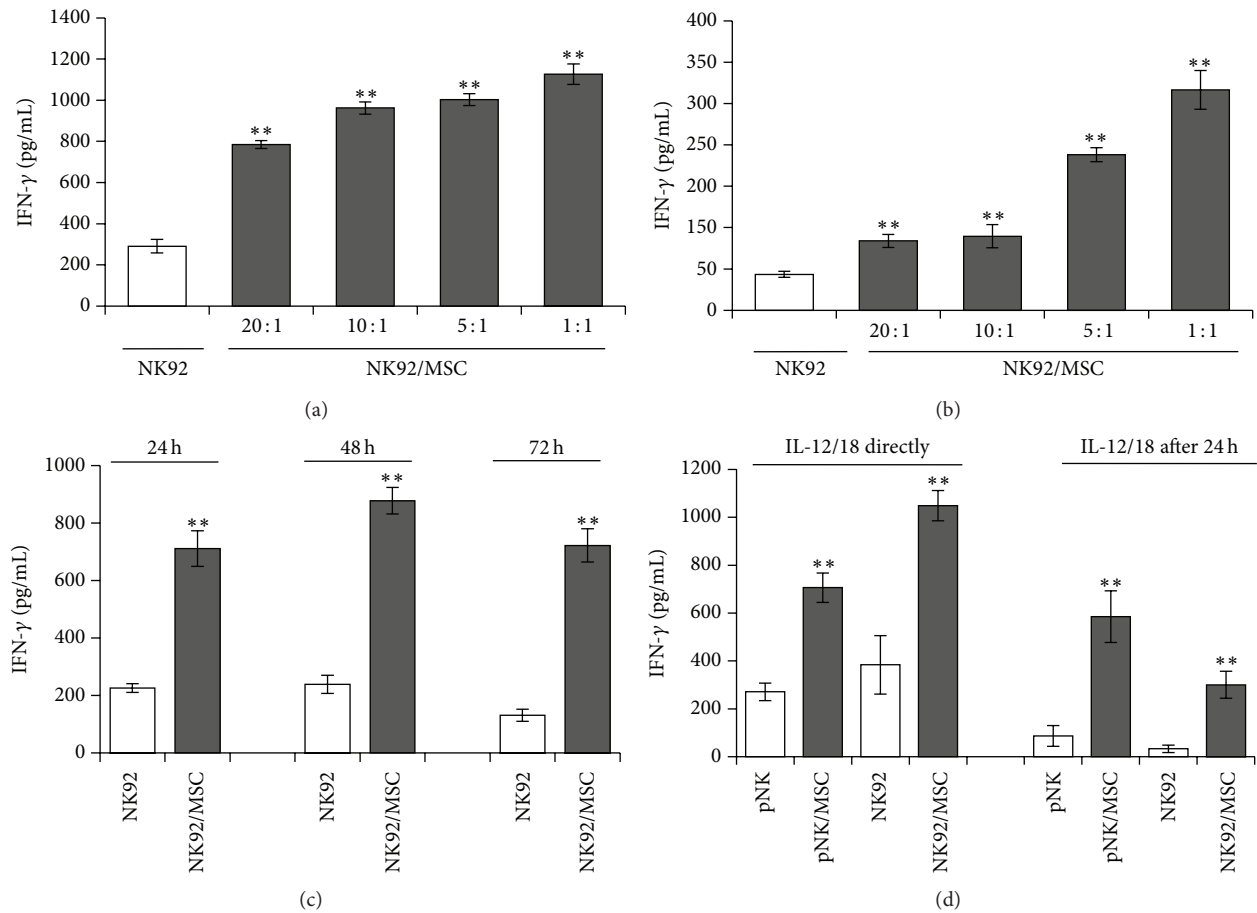 1400
1200
1000
800
600
400
200
0
IFN-γ (pg/mL)
**
**
**
**
20:1
10:1
5:1
1:1
NK92
NK92/MSC
(a)
400
350
300
250
200
150
50
0
IFN-γ (pg/mL)
**
**
**
**
20:1
10:1
5:1
1:1
NK92
NK92/MSC
(b)
24 h
48 h
72 h
1000
800
600
400
200
0
IFN-γ (pg/mL)
**
**
**
NK92
NK92/MSC
NK92
NK92/MSC
NK92
NK92/MSC
(c)
IL-12/18 directly
IL-12/18 after 24 h
1200
1000
800
600
400
200
0
IFN-γ (pg/mL)
**
**
**
**
pNK
pNK/MSC
NK92
NK92/MSC
pNK
pNK/MSC
NK92
NK92/MSC
(d)